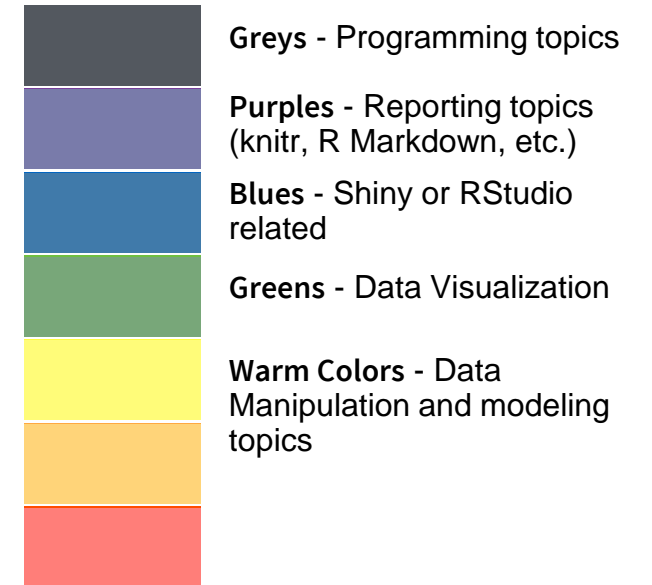 Greys - Programming topics
Purples - Reporting topics
(knitr, R Markdown, etc.)
Blues - Shiny or RStudio
related
Greens - Data Visualization
Warm Colors - Data
Manipulation and modeling
topics